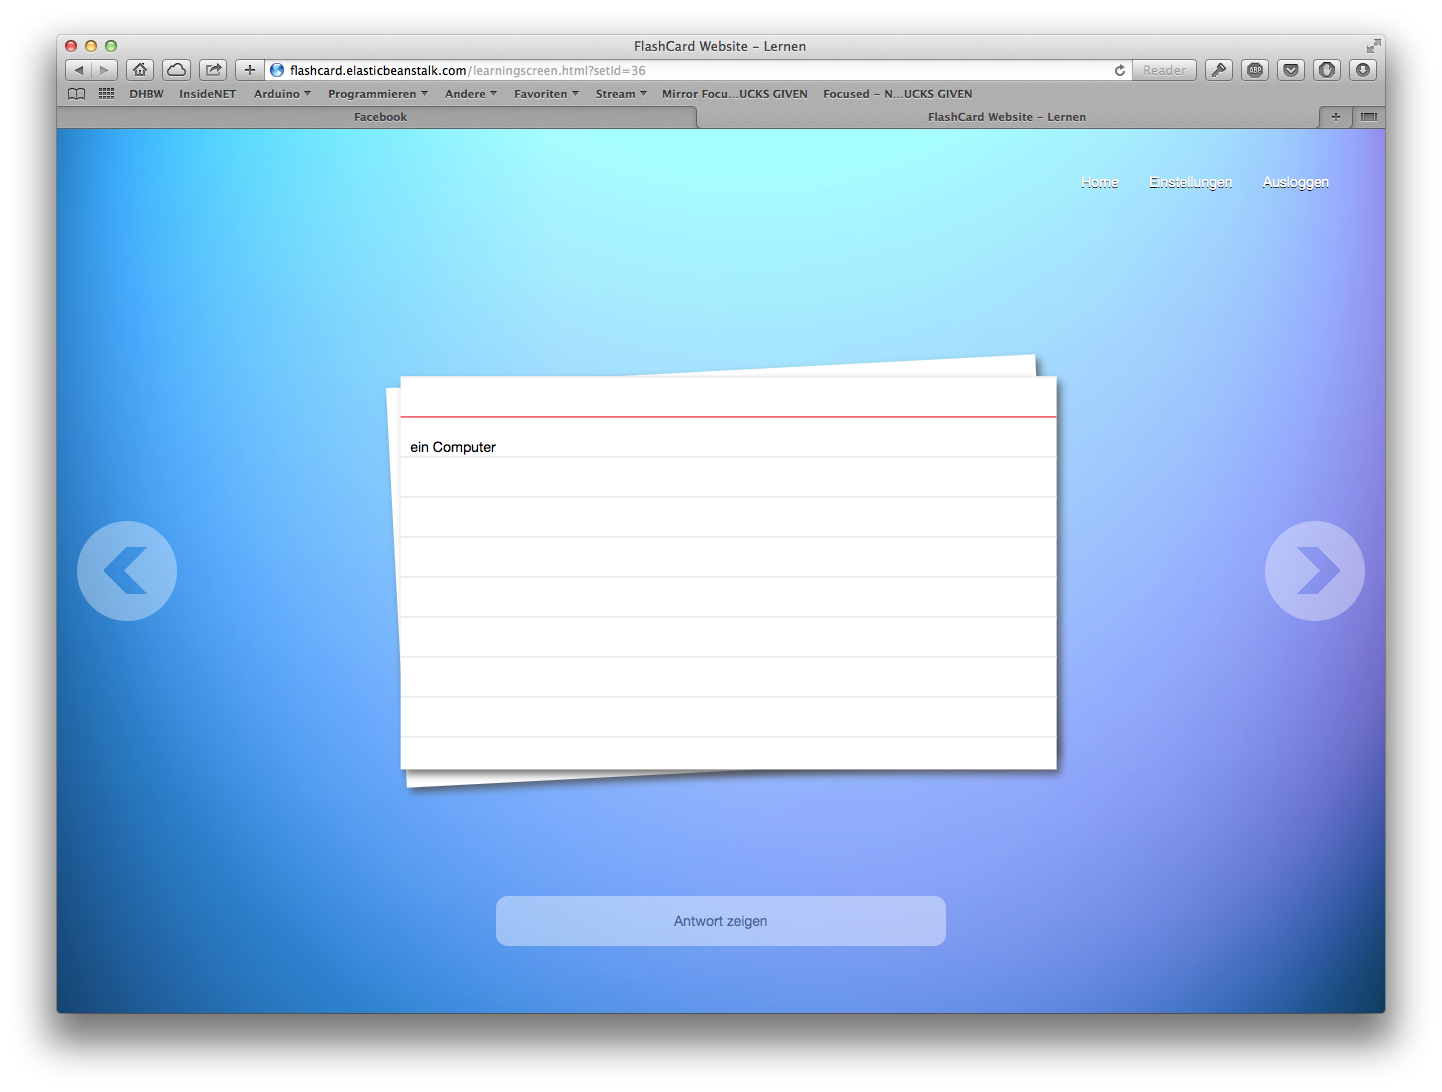 FlashCard Website – Lernen
flashcard.elasticbeanstalk.com/learningscreen.html?setId=36
Reader
ABP
DHBW InsideNET Arduino Programmieren Andere Favoriten Stream Mirror Focu...UCKS GIVEN Focused – N...UCKS GIVEN
Facebook FlashCard Website – Lernen
Home Einstellungen Ausloggen
ein Computer
Antwort zeigen